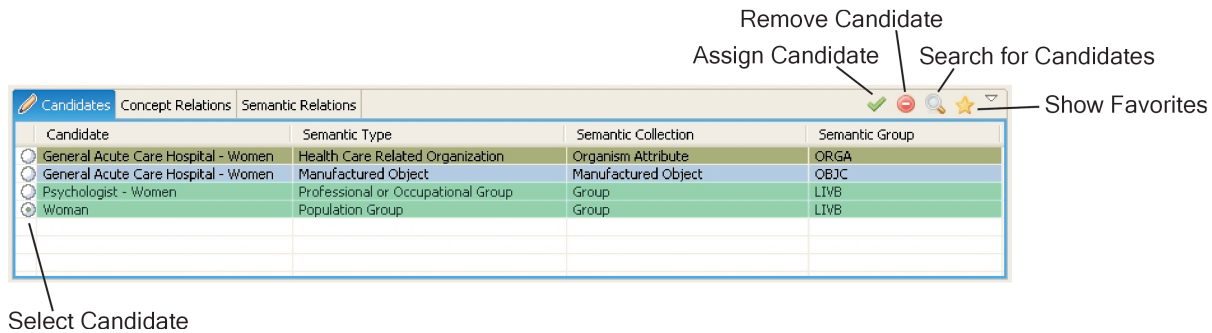 Remove Candidate
Assign Candidate
Search for Candidates
Show Favorites
Candidates Concept Relations Semantic Relations
Candidate Semantic Type Semantic Collection Semantic Group
General Acute Care Hospital - Women Health Care Related Organization Organism Attribute ORGA
General Acute Care Hospital - Women Manufactured Object Manufactured Object OBJC
Psychologist - Women Professional or Occupational Group Group LIVB
Woman Population Group Group LIVB
Select Candidate